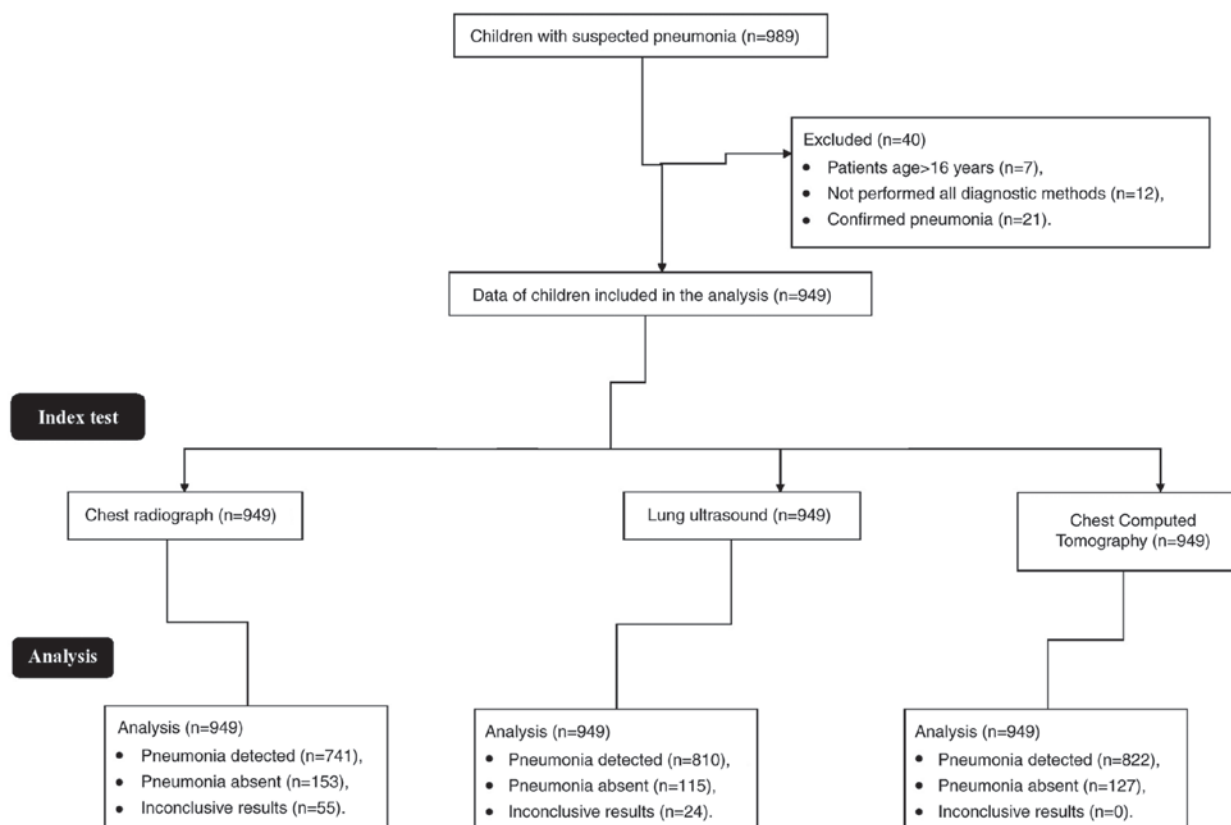 Children with suspected pneumonia (n=989)
Excluded (n=40)
• Patients age>16 years (n=7),
• Not performed all diagnostic methods (n=12),
• Confirmed pneumonia (n=21).
Data of children included in the analysis (n=949)
Index test
Chest radiograph (n=949)
Lung ultrasound (n=949)
Chest Computed
Tomography (n=949)
Analysis
Analysis (n=949)
• Pneumonia detected (n=741),
• Pneumonia absent (n=153),
• Inconclusive results (n=55).
Analysis (n=949)
• Pneumonia detected (n=810),
• Pneumonia absent (n=115),
• Inconclusive results (n=24).
Analysis (n=949)
• Pneumonia detected (n=822),
• Pneumonia absent (n=127),
• Inconclusive results (n=0).